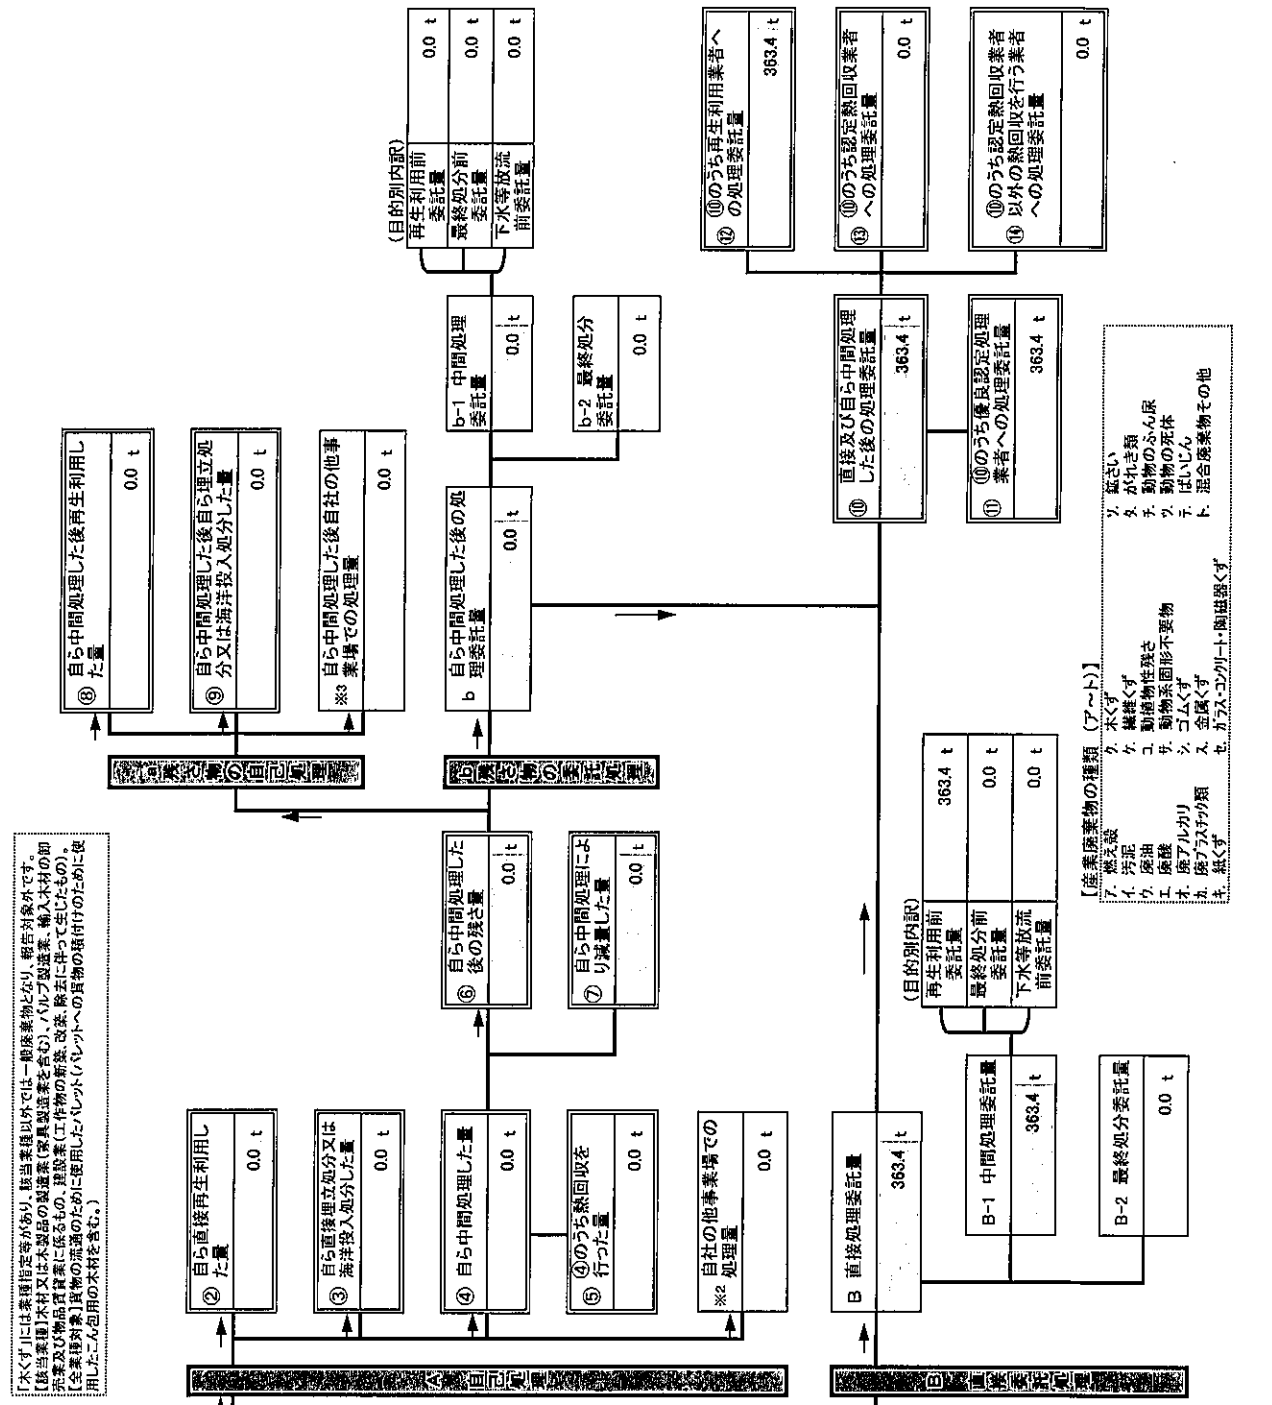 「木くず」には業種指定等があり、該当業種以外では一般廃棄物となり、報告対象外です。
【該当業種】木材又は木製品の製造業(家具製造業を含む)、パルプ製造業、輸入木材の卸
売業及び物品賃貸業に係るもの、建設業(工作物の新築、改築、除去に伴って生じたもの)。
【全業種対象】貨物の流通のために使用したパレット(パレットへの貨物の積付けのために使
用したこん包用の木材を含む。)
A 自己処理
② 自ら直接再生利用し
た量
0.0 t
③ 自ら直接埋立処分又は
海洋投入処分した量
0.0 t
④ 自ら中間処理した量
0.0 t
⑤ ④のうち熱回収を
行った量
0.0 t
※2 自社の他事業場での
処理量
0.0 t
⑥ 自ら中間処理した
後の残さ量
0.0 t
⑦ 自ら中間処理によ
り減量した量
0.0 t
a 残さ物の自己処理
⑧ 自ら中間処理した後再生利用し
た量
0.0 t
⑨ 自ら中間処理した後自ら埋立処
分又は海洋投入処分した量
0.0 t
※3 自ら中間処理した後自社の他事
業場での処理量
0.0 t
b 残さ物の委託処理
b 自ら中間処理した後の処
理委託量
0.0 t
b-1 中間処理
委託量
0.0 t
b-2 最終処分
委託量
0.0 t
(目的別内訳)
再生利用前
委託量
0.0 t
最終処分前
委託量
0.0 t
下水等放流
前委託量
0.0 t
B 直接委託処理
B 直接処理委託量
363.4 t
B-1 中間処理委託量
363.4 t
B-2 最終処分委託量
0.0 t
(目的別内訳)
再生利用前
委託量
363.4 t
最終処分前
委託量
0.0 t
下水等放流
前委託量
0.0 t
⑩ 直接及び自ら中間処理
した後の処理委託量
363.4 t
⑪ ⑩のうち優良認定処理
業者への処理委託量
363.4 t
⑫ ⑩のうち再生利用業者へ
の処理委託量
363.4 t
⑬ ⑩のうち認定熱回収業者
への処理委託量
0.0 t
⑭ ⑩のうち認定熱回収業者
以外の熱回収を行う業者
への処理委託量
0.0 t
【産業廃棄物の種類 (ア～ト)】
ア. 燃え殻
イ. 汚泥
ウ. 廃油
エ. 廃酸
オ. 廃アルカリ
カ. 廃プラスチック類
キ. 紙くず
ク. 木くず
ケ. 繊維くず
コ. 動植物性残さ
サ. 動物系固形不要物
シ. ゴムくず
ス. 金属くず
セ. ガラス・コンクリート・陶磁器くず
ソ. 鉱さい
タ. がれき類
チ. 動物のふん尿
ツ. 動物の死体
テ. ばいじん
ト. 混合廃棄物その他